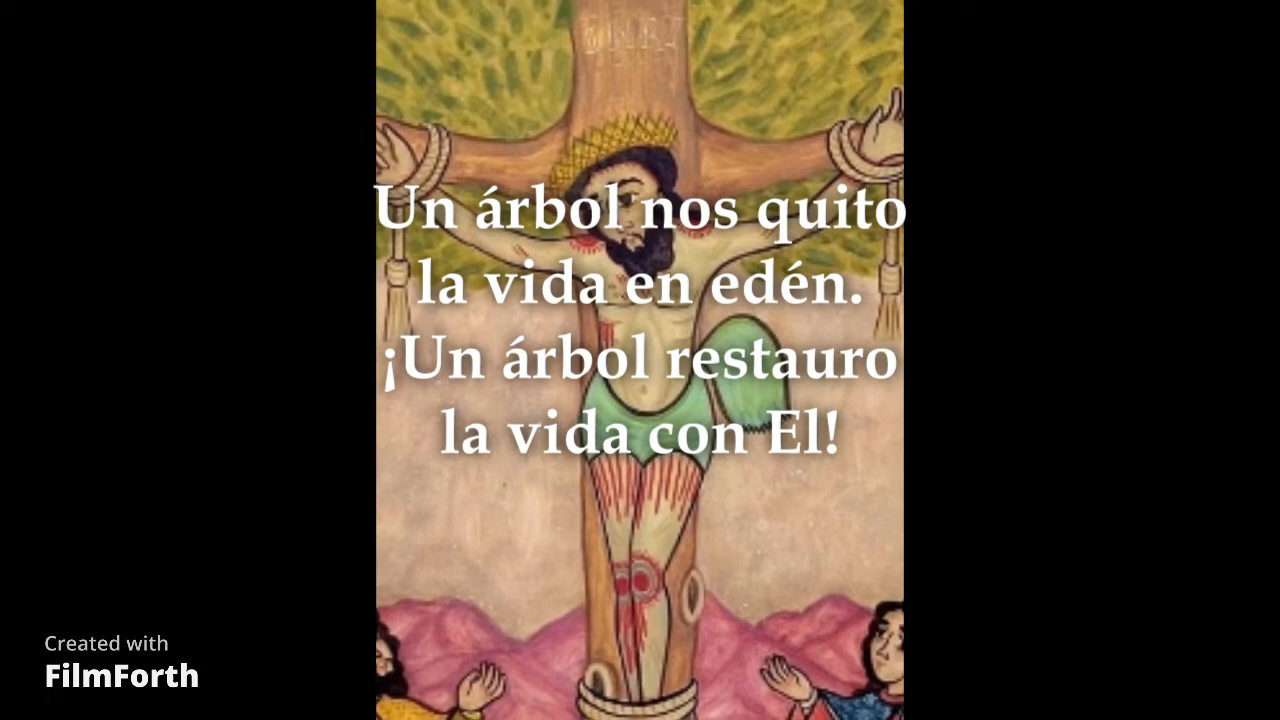 Un árbol nos quito
la vida en edén.
¡Un árbol restauro
la vida con El!
Created with
FilmForth